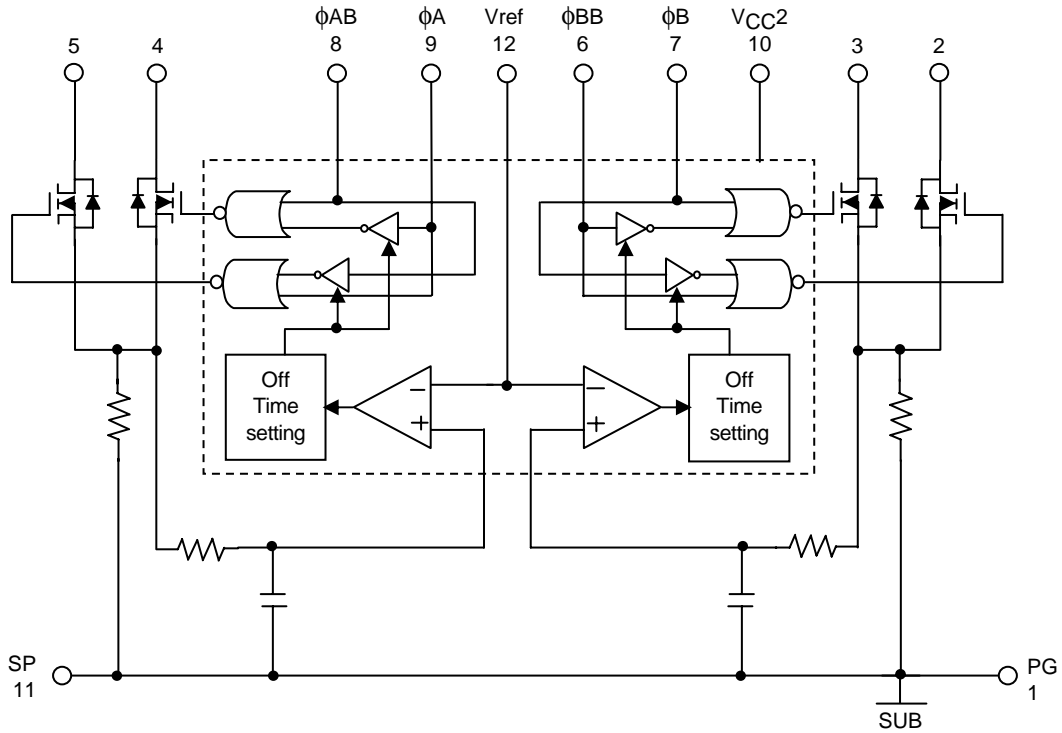 ϕAB ϕA Vref ϕBB ϕB VCC2
5 4 8 9 12 6 7 10 3 2
Off
Time
setting
−
+
−
+
Off
Time
setting
SP
11
PG
1
SUB